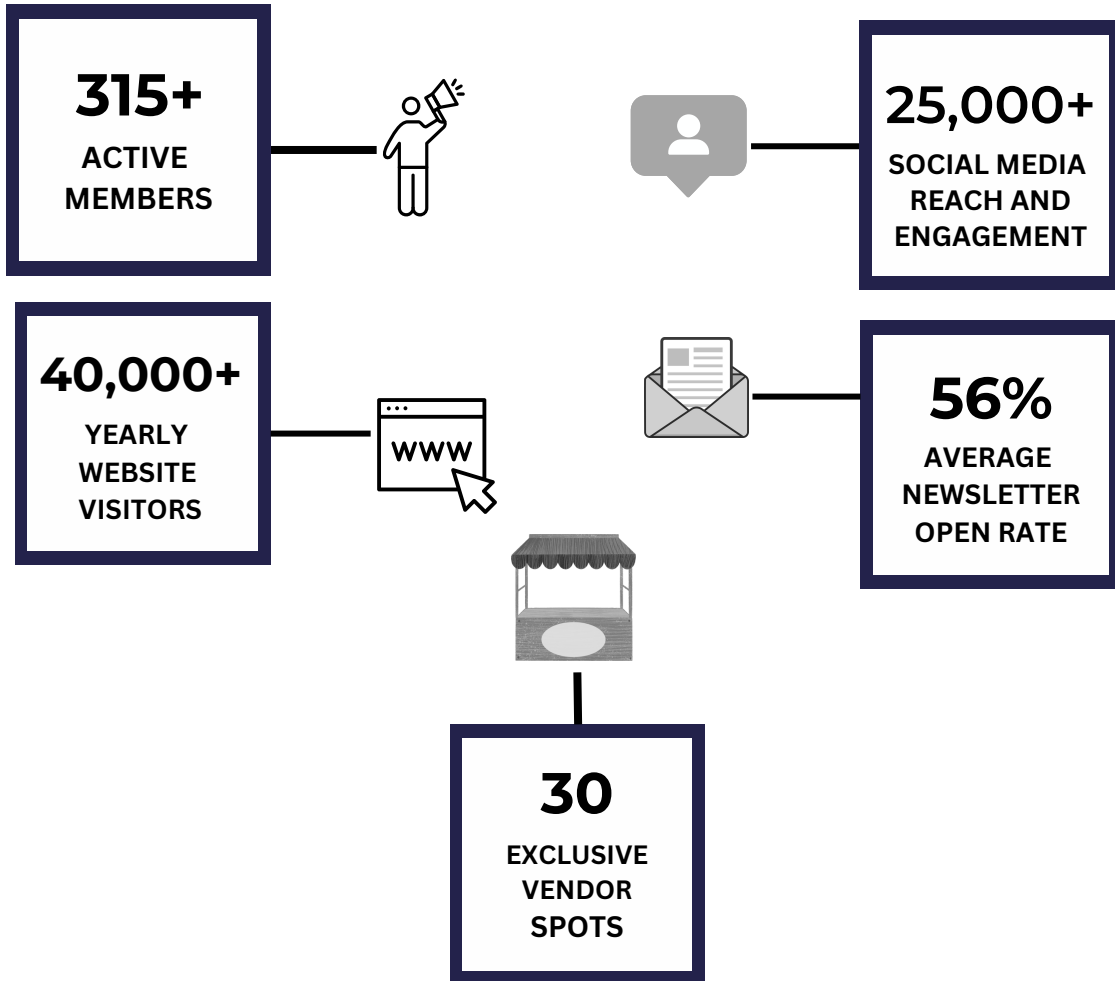 315+
ACTIVE
MEMBERS
25,000+
SOCIAL MEDIA
REACH AND
ENGAGEMENT
40,000+
YEARLY
WEBSITE
VISITORS
WWW
56%
AVERAGE
NEWSLETTER
OPEN RATE
30
EXCLUSIVE
VENDOR
SPOTS